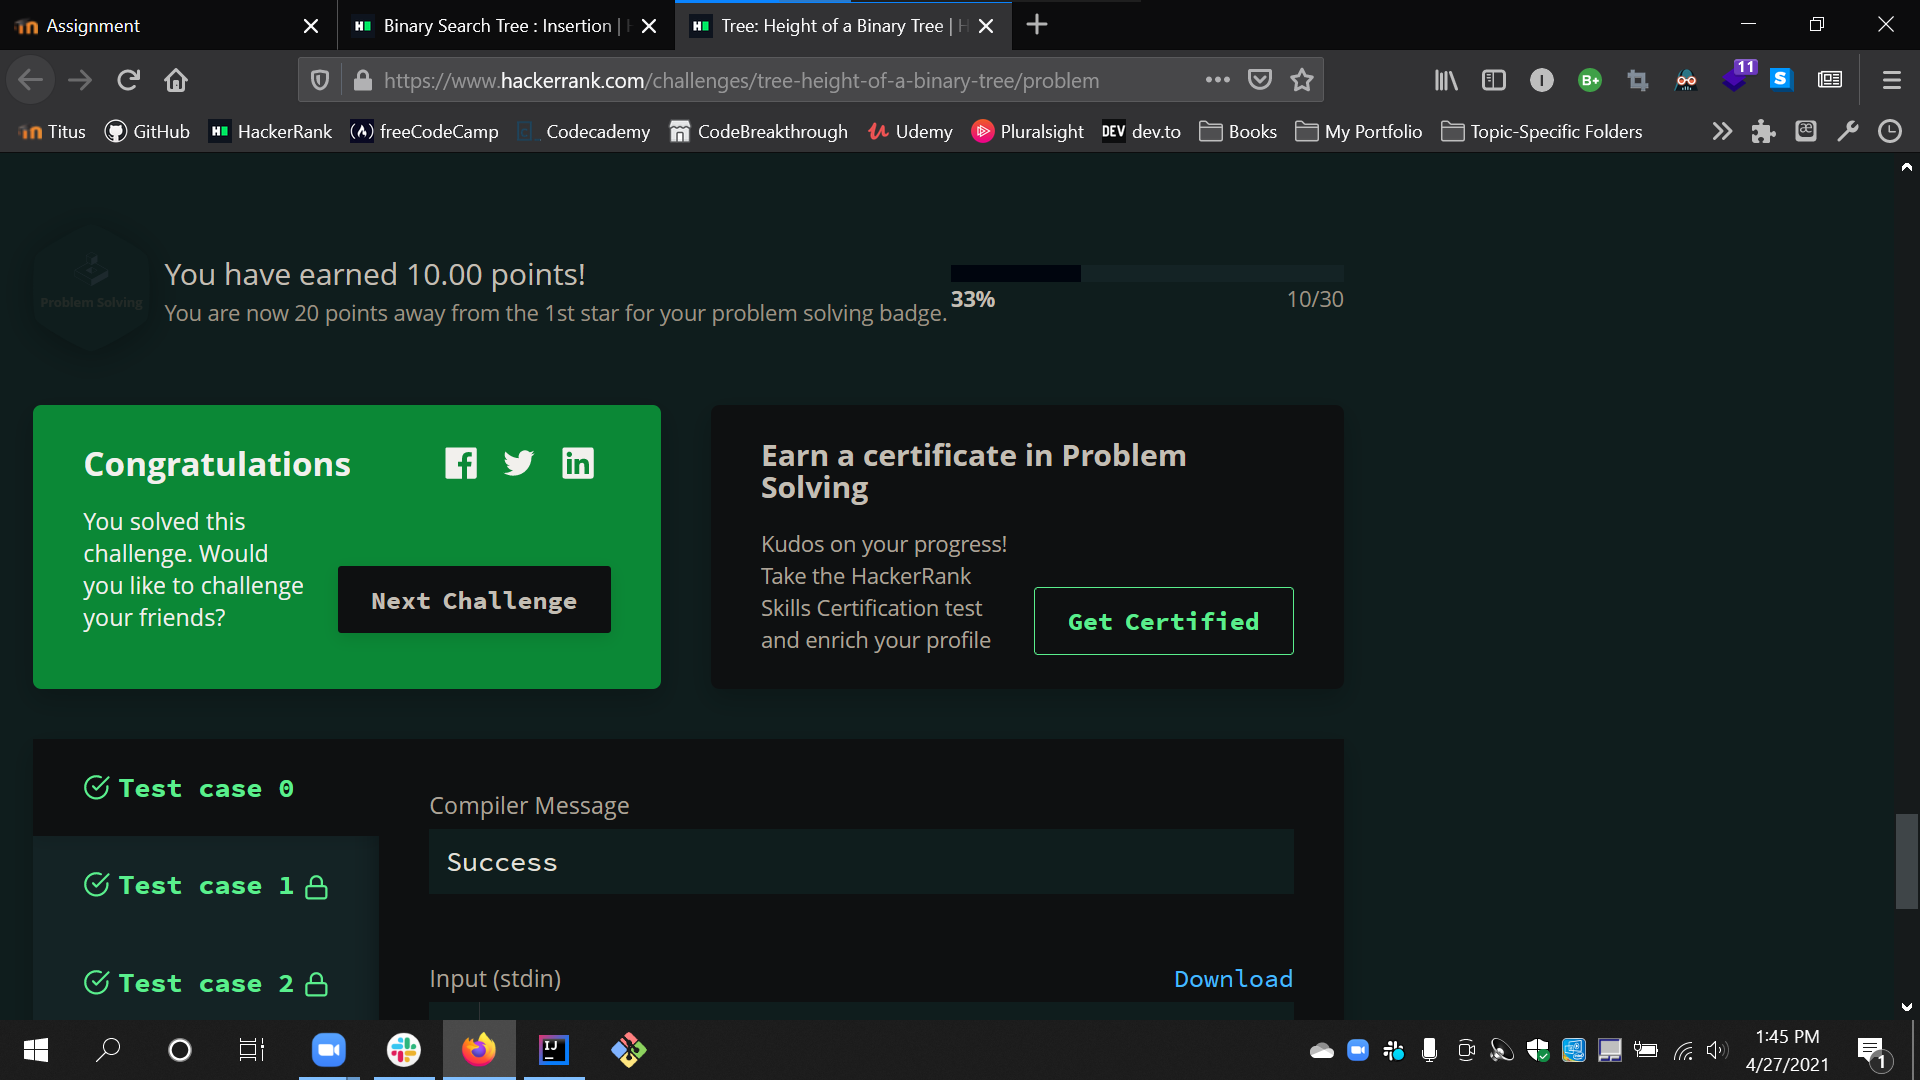 Assignment
Binary Search Tree : Insertion |
Tree: Height of a Binary Tree | H
https://www.hackerrank.com/challenges/tree-height-of-a-binary-tree/problem
11
B+
S
Titus
GitHub
HackerRank
freeCodeCamp
Codecademy
CodeBreakthrough
Udemy
Pluralsight
DEV dev.to
Books
My Portfolio
Topic-Specific Folders
Problem Solving
You have earned 10.00 points!
You are now 20 points away from the 1st star for your problem solving badge.
33%
10/30
Congratulations
You solved this
challenge. Would
you like to challenge
your friends?
Next Challenge
Earn a certificate in Problem
Solving
Kudos on your progress!
Take the HackerRank
Skills Certification test
and enrich your profile
Get Certified
Test case 0
Test case 1
Test case 2
Compiler Message
Success
Input (stdin)
Download
IJ
1:45 PM
4/27/2021
1